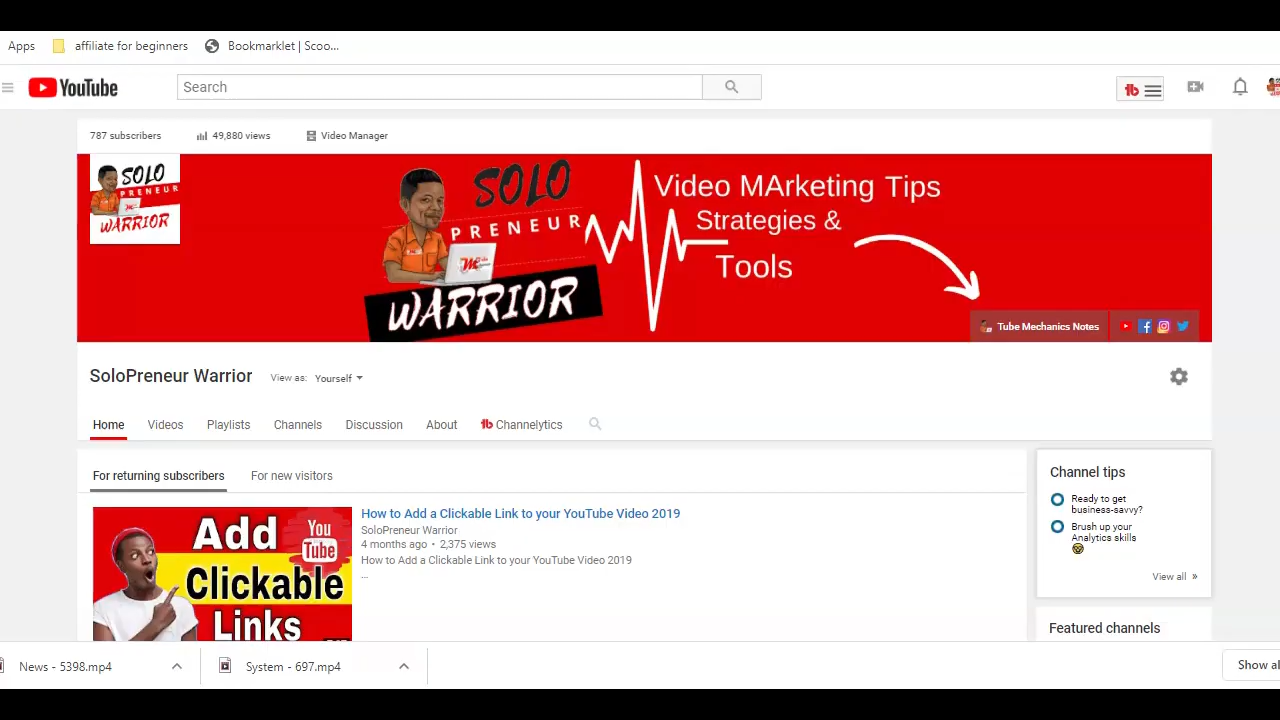 Apps affiliate for beginners Bookmarklet | Scoo...
YouTube Search
787 subscribers 49,880 views Video Manager
SOLO
PRENEUR
WARRIOR
SOLO
PRENEUR
WARRIOR
Video MArketing Tips
Strategies &
Tools
Tube Mechanics Notes
SoloPreneur Warrior View as: Yourself
Home Videos Playlists Channels Discussion About Channelytics
For returning subscribers For new visitors
Add
Clickable
Links
You
Tube
How to Add a Clickable Link to your YouTube Video 2019
SoloPreneur Warrior
4 months ago • 2,375 views
How to Add a Clickable Link to your YouTube Video 2019
...
Channel tips
Ready to get
business-savvy?
Brush up your
Analytics skills
View all »
Featured channels
News - 5398.mp4 System - 697.mp4 Show al